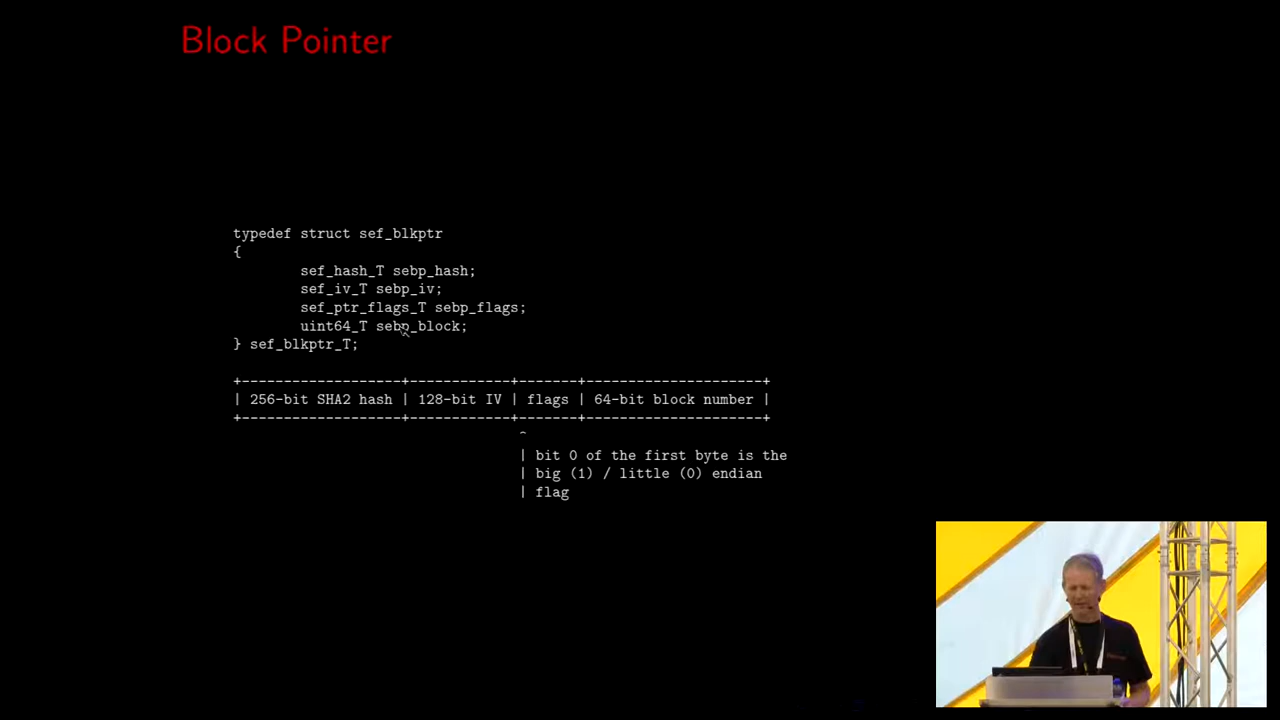 Block Pointer
typedef struct sef_blkptr
{
sef_hash_T sebp_hash;
sef_iv_T sebp_iv;
sef_ptr_flags_T sebp_flags;
uint64_T sebp_block;
} sef_blkptr_T;
+-------------------+------------+-------+---------------------+
| 256-bit SHA2 hash | 128-bit IV | flags | 64-bit block number |
+-------------------+------------+-------+---------------------+
^
| bit 0 of the first byte is the
| big (1) / little (0) endian
| flag